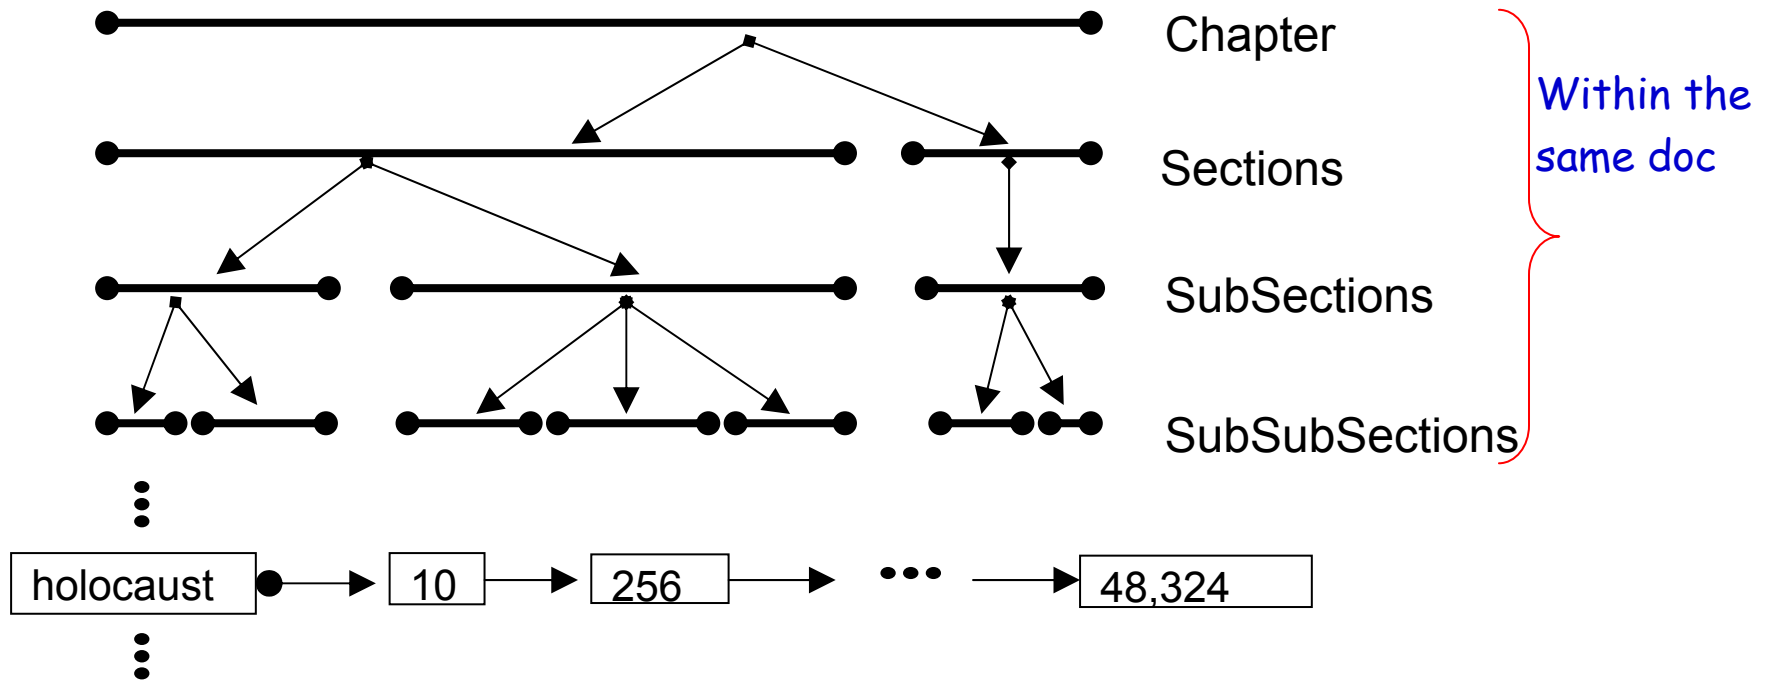 Chapter
Within the
same doc
Sections
SubSections
SubSubSections
holocaust 10 256 48,324